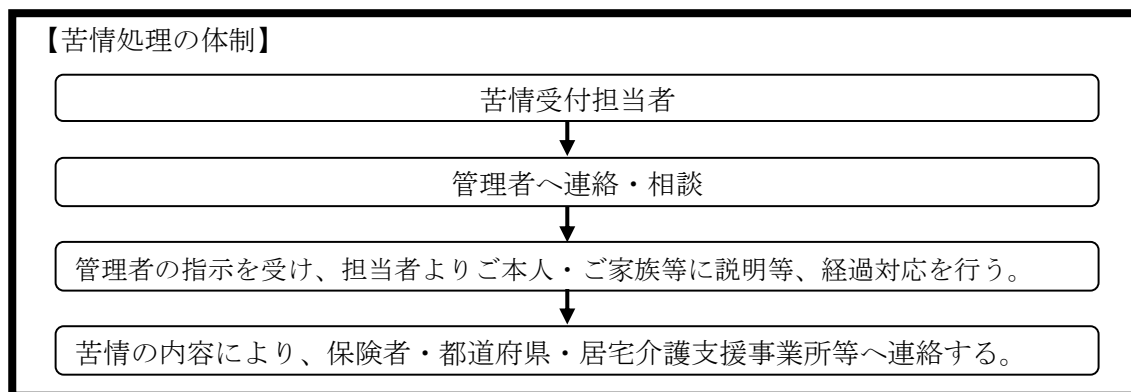 【苦情処理の体制】
苦情受付担当者
管理者へ連絡・相談
管理者の指示を受け、担当者よりご本人・ご家族等に説明等、経過対応を行う。
苦情の内容により、保険者・都道府県・居宅介護支援事業所等へ連絡する。